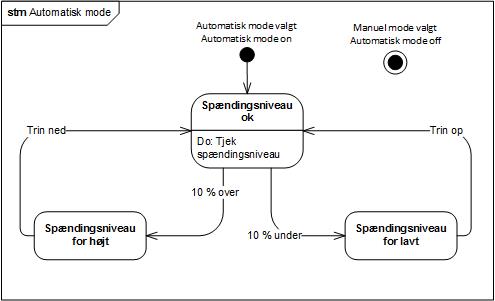 stm Automatisk mode
Automatisk mode valgt
Automatisk mode on
Manuel mode valgt
Automatisk mode off
Spændingsniveau
ok
Do: Tjek
spændingsniveau
Trin ned
Trin op
10 % over
10 % under
Spændingsniveau
for højt
Spændingsniveau
for lavt